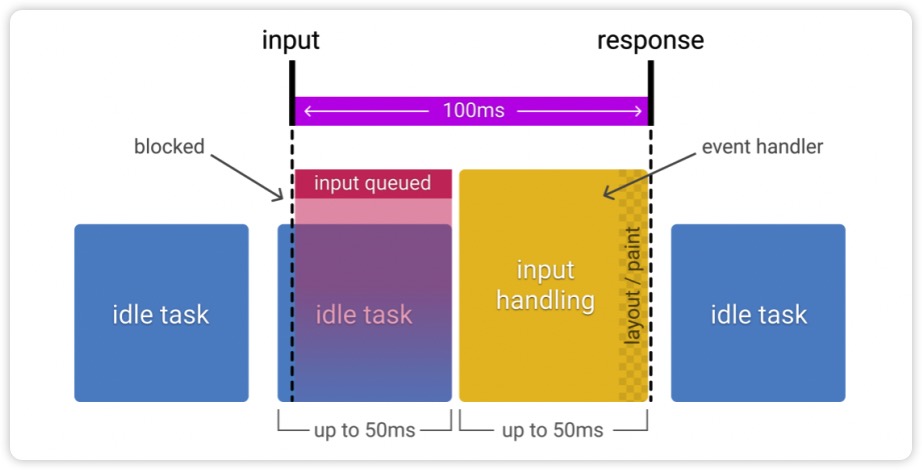 input
response
100ms
blocked
event handler
input queued
idle task
idle task
input
handling
layout / paint
idle task
up to 50ms
up to 50ms